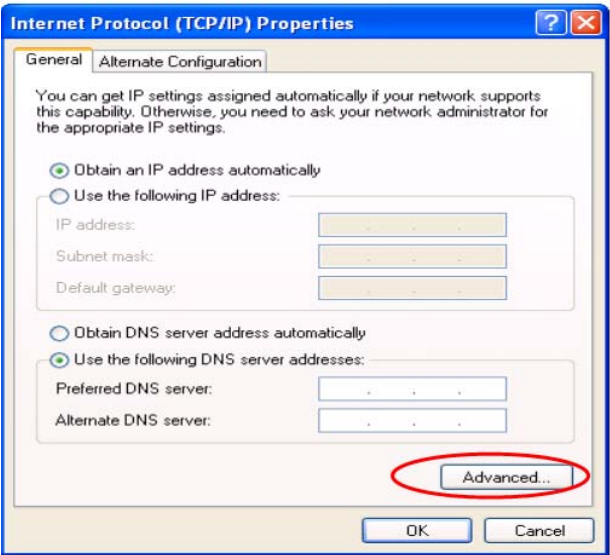 Internet Protocol (TCP/IP) Properties
General
Alternate Configuration
You can get IP settings assigned automatically if your network supports
this capability. Otherwise, you need to ask your network administrator for
the appropriate IP settings.
Obtain an IP address automatically
Use the following IP address:
IP address:
Subnet mask:
Default gateway:
Obtain DNS server address automatically
Use the following DNS server addresses:
Preferred DNS server:
Alternate DNS server:
Advanced...
OK
Cancel